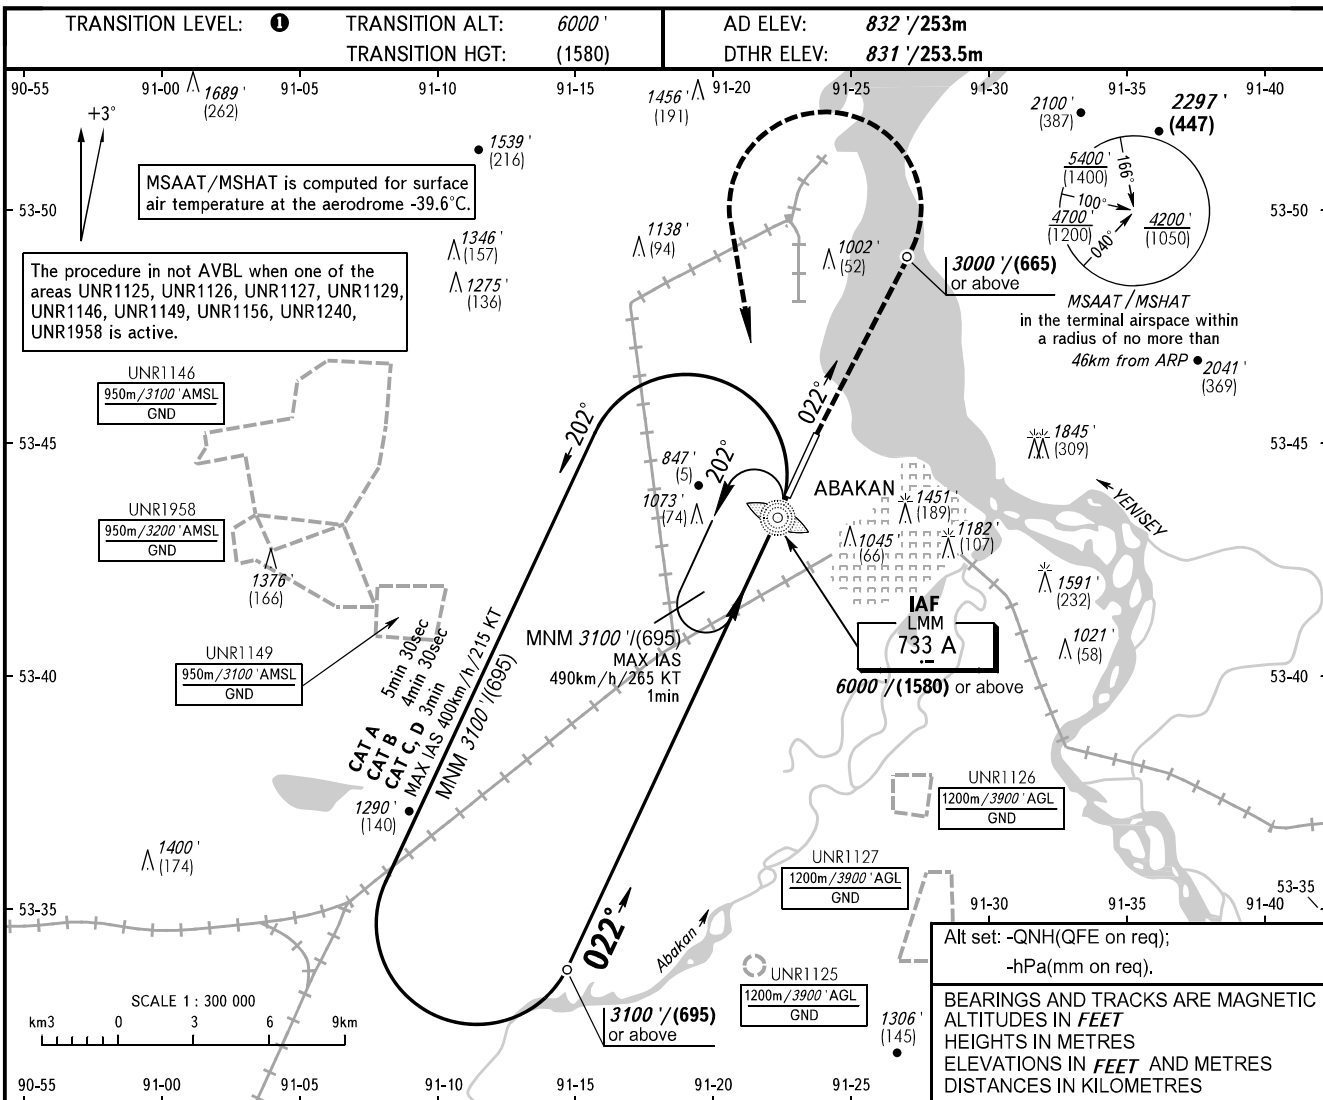 TRANSITION LEVEL: 1 TRANSITION ALT: 6000 ' AD ELEV: 832 '/253m
TRANSITION HGT: (1580) DTHR ELEV: 831 '/253.5m
90-55 91-00 91-05 91-10 91-15 91-20 91-25 91-30 91-35 91-40
1689 '
(262)
1456 '
(191)
2100 '
(387)
2297 '
(447)
+3°
1539 '
(216)
5400 '
(1400)
166°
MSAAT/MSHAT is computed for surface
air temperature at the aerodrome -39.6°C.
100°
4700 '
(1200)
040°
4200 '
(1050)
53-50 53-50
1346 '
(157)
1138 '
(94)
1002 '
(52)
The procedure in not AVBL when one of the
areas UNR1125, UNR1126, UNR1127, UNR1129,
UNR1146, UNR1149, UNR1156, UNR1240,
UNR1958 is active.
1275 '
(136)
3000 '/(665)
or above
MSAAT / MSHAT
in the terminal airspace within
a radius of no more than
46km from ARP
2041 '
(369)
UNR1146
950m/3100 'AMSL
GND
022°
202°
53-45 53-45
847 '
(5)
202°
1845 '
(309)
1073 '
(74)
ABAKAN
1451 '
(189)
YENISEY
UNR1958
950m/3200 'AMSL
GND
1045 '
(66)
1182 '
(107)
1376 '
(166)
1591 '
(232)
IAF
LMM
733 A
6000 '/(1580) or above
1021 '
(58)
MNM 3100 '/(695)
MAX IAS
490km/h/265 KT
1min
UNR1149
950m/3100 'AMSL
GND
53-40 53-40
CAT A 5min 30sec
CAT B 4min 30sec
CAT C, D 3min
MAX IAS 400km/h/215 KT
MNM 3100 '/(695)
1290 '
(140)
UNR1126
1200m/3900 'AGL
GND
1400 '
(174)
UNR1127
1200m/3900 'AGL
GND
53-35 91-30 91-35 91-40 53-35
022°
Abakan
Alt set: -QNH(QFE on req);
-hPa(mm on req).
UNR1125
1200m/3900 'AGL
GND
SCALE 1 : 300 000
km3 0 3 6 9km
3100 '/(695)
or above
1306 '
(145)
BEARINGS AND TRACKS ARE MAGNETIC
ALTITUDES IN FEET
HEIGHTS IN METRES
ELEVATIONS IN FEET AND METRES
DISTANCES IN KILOMETRES
90-55 91-00 91-05 91-10 91-15 91-20 91-25